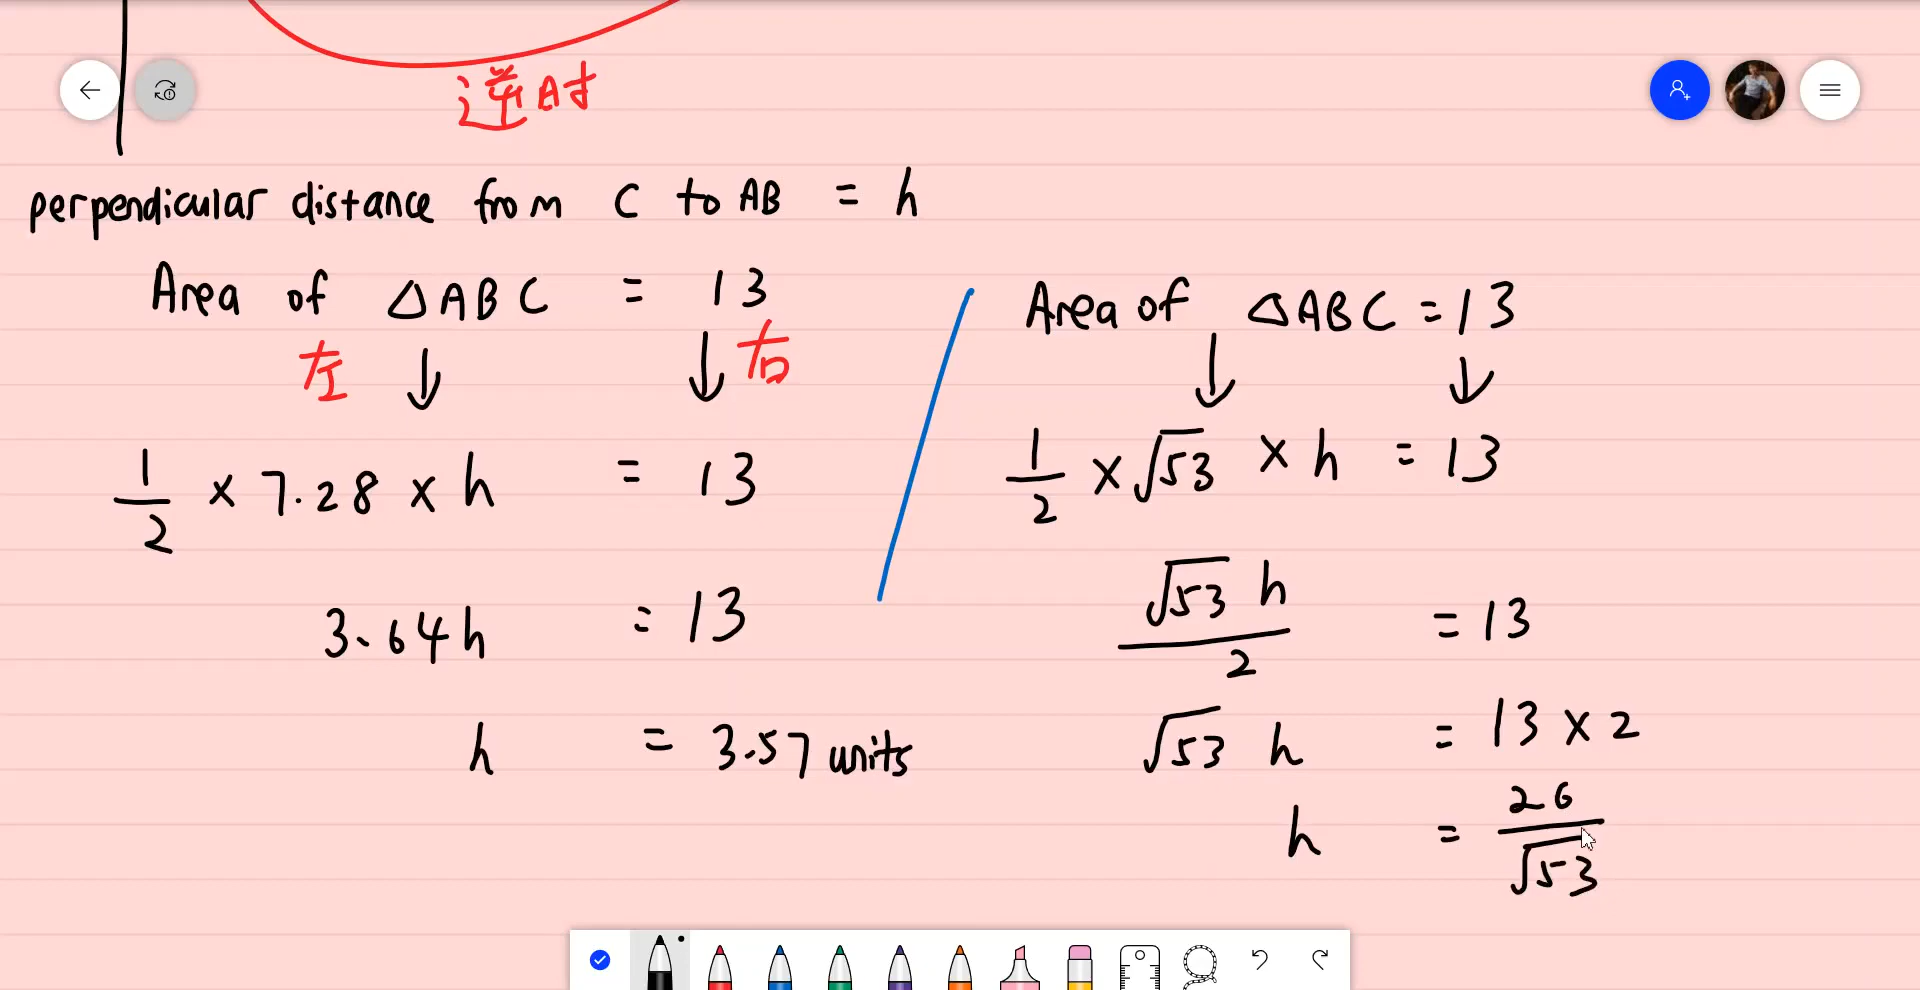 逆时
perpendicular distance from C to AB = h
Area of △ABC = 13
左 ↓ ↓ 右
1/2 × 7.28 × h = 13
3.64h = 13
h = 3.57 units
Area of △ABC = 13
↓ ↓
1/2 × √53 × h = 13
√53 h / 2 = 13
√53 h = 13 × 2
h = 26/√53